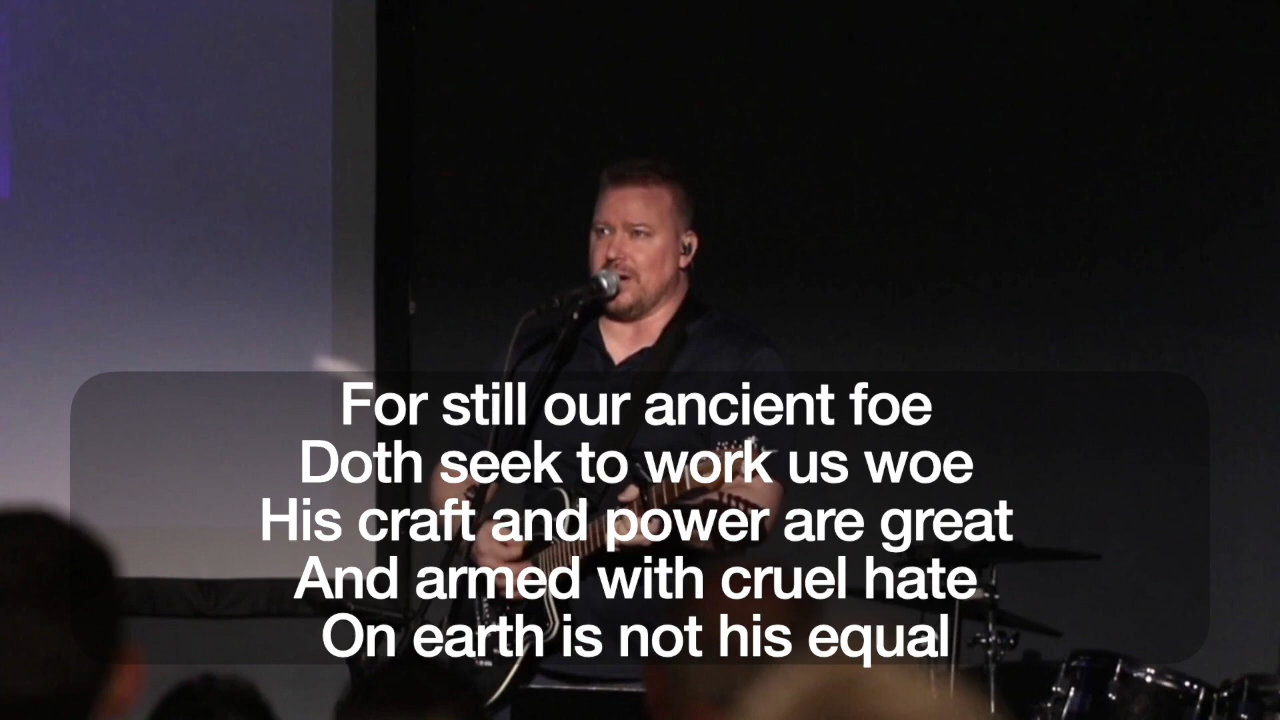 For still our ancient foe
Doth seek to work us woe
His craft and power are great
And armed with cruel hate
On earth is not his equal